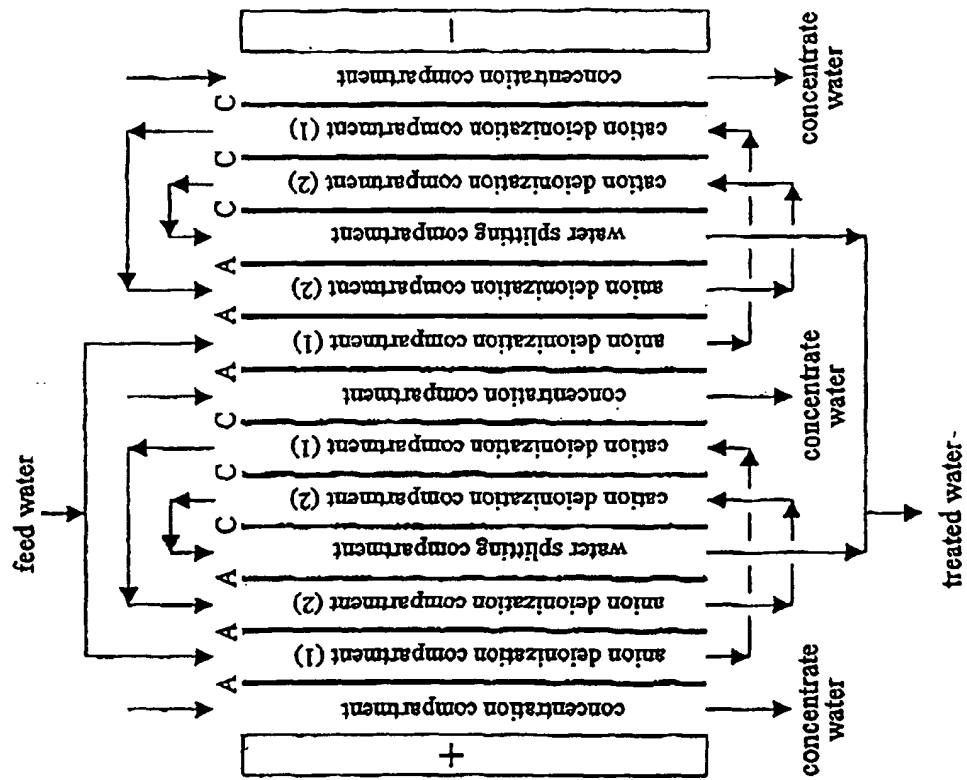 −
concentration compartment
C
cation deionization compartment (1)
C
cation deionization compartment (2)
C
water splitting compartment
A
anion deionization compartment (2)
A
anion deionization compartment (1)
A
concentration compartment
C
cation deionization compartment (1)
C
cation deionization compartment (2)
C
water splitting compartment
A
anion deionization compartment (2)
A
anion deionization compartment (1)
A
concentration compartment
+
feed water
concentrate
water
concentrate
water
concentrate
water
treated water-